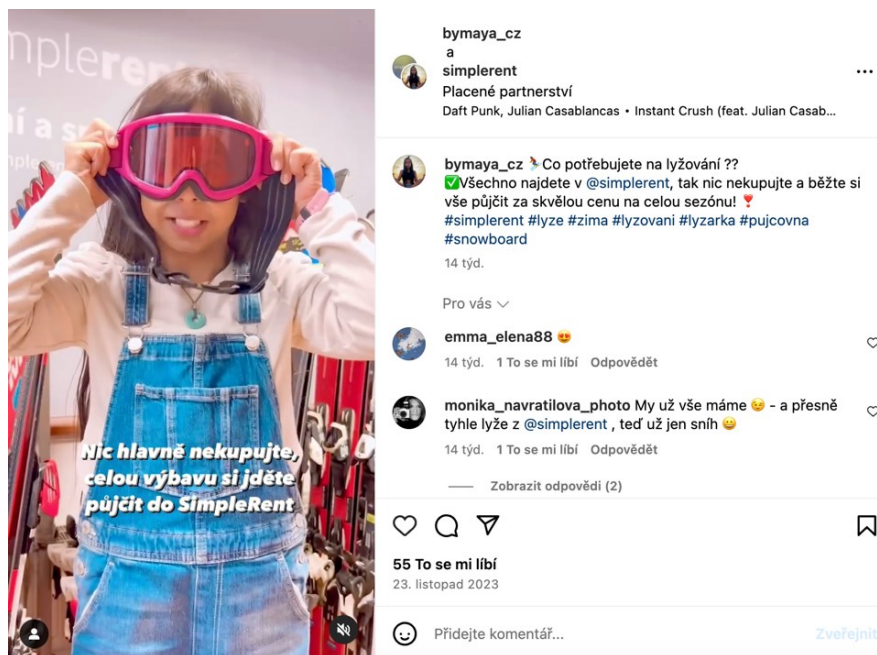 mplerent
í a s
bymaya_cz
a
simplerent
Placené partnerství
Daft Punk, Julian Casablancas • Instant Crush (feat. Julian Casab...
bymaya_cz ⛷️Co potřebujete na lyžování ??
✅Všechno najdete v @simplerent, tak nic nekupujte a běžte si
vše půjčit za skvělou cenu na celou sezónu! ❣️
#simplerent #lyze #zima #lyzovani #lyzarka #pujcovna
#snowboard
14 týd.
Pro vás
emma_elena88 😍
14 týd. 1 To se mi líbí Odpovědět
monika_navratilova_photo My už vše máme 😉 - a přesně
tyhle lyže z @simplerent , teď už jen sníh 😀
14 týd. 1 To se mi líbí Odpovědět
Zobrazit odpovědi (2)
Nic hlavně nekupujte,
celou výbavu si jděte
půjčit do SimpleRent
55 To se mi líbí
23. listopad 2023
Přidejte komentář...
Zveřejnit